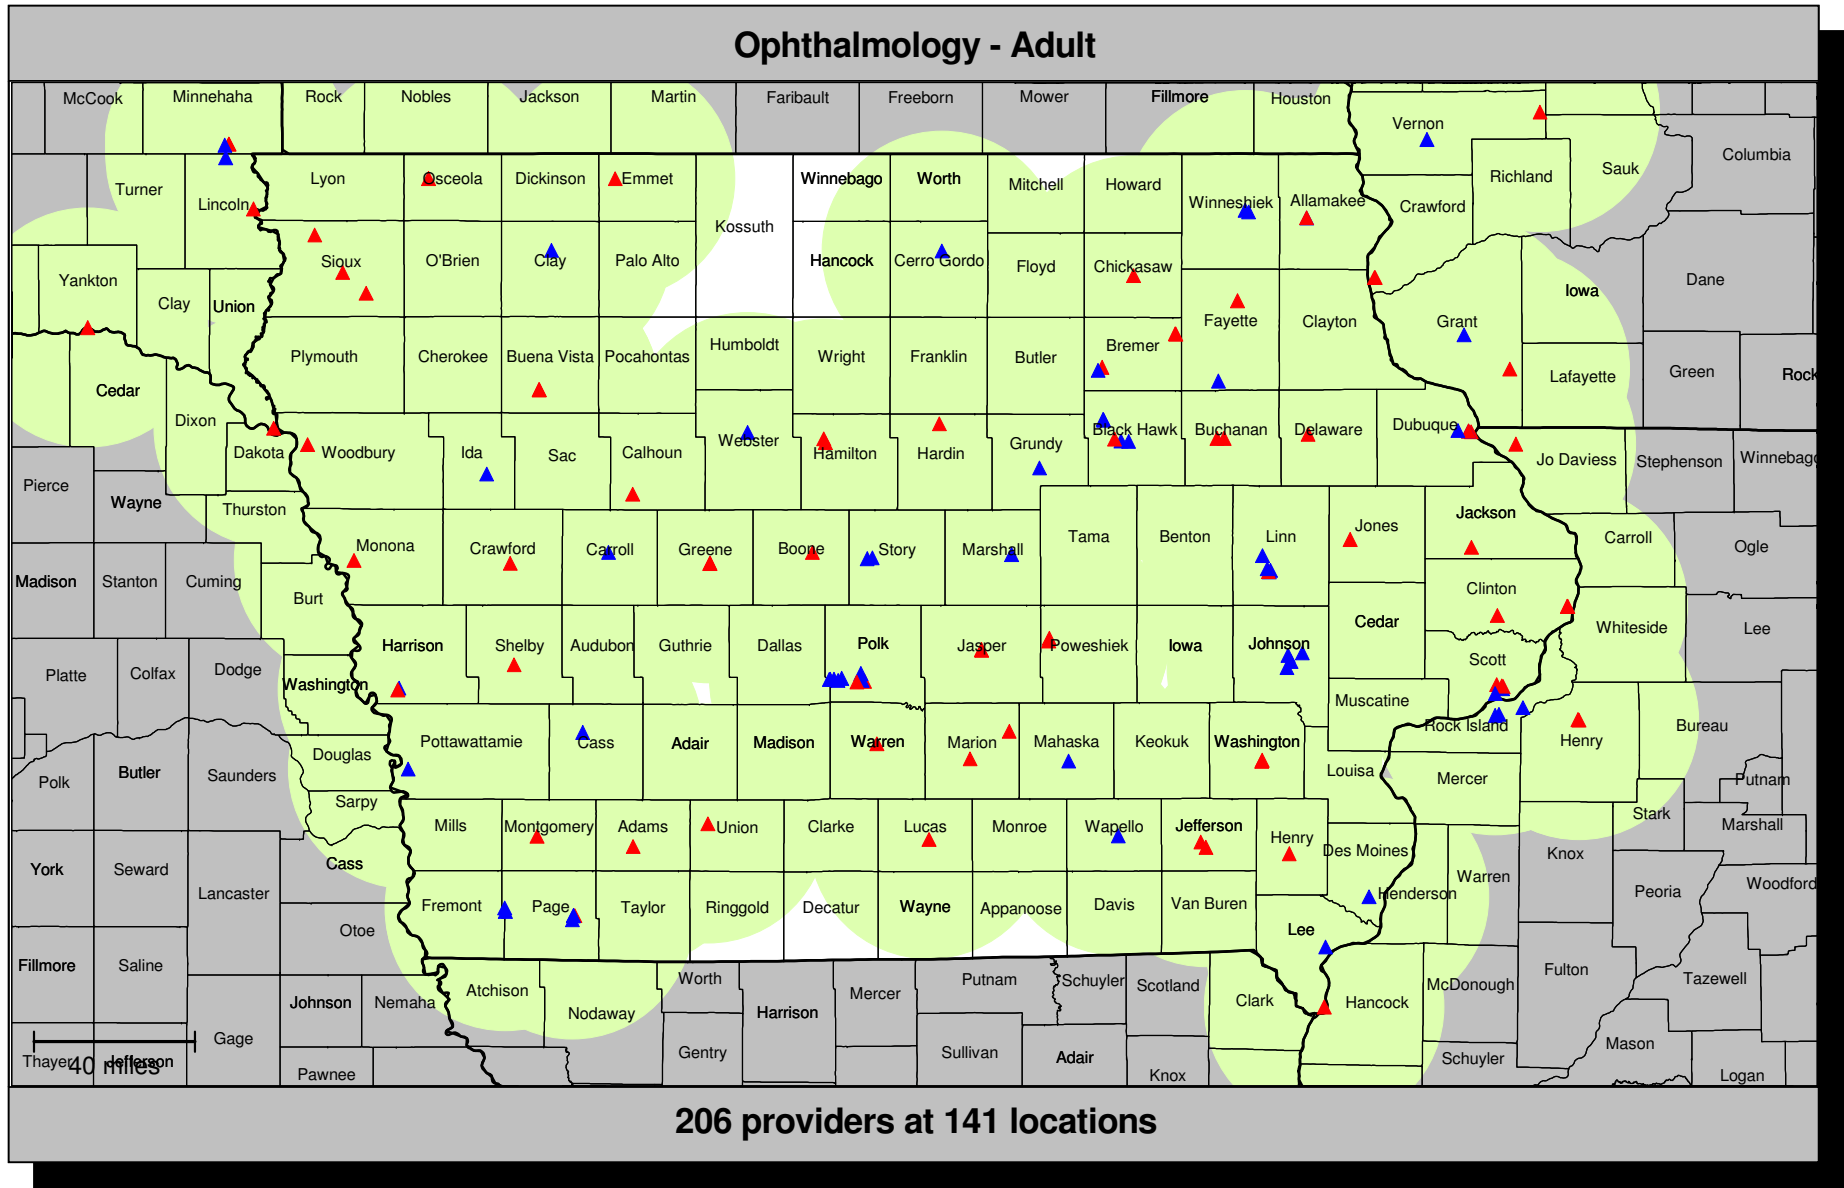 Ophthalmology - Adult
McCook Minnehaha Rock Nobles Jackson Martin Faribault Freeborn Mower Fillmore Houston
Vernon
Columbia
Sauk
Turner Lyon Osceola Dickinson Emmet Winnebago Worth Mitchell Howard Richland
Lincoln Winneshiek Allamakee Crawford
Kossuth
Yankton Sioux O'Brien Clay Palo Alto Hancock Cerro Gordo Floyd Chickasaw Dane
Clay Union Iowa
Fayette Clayton Grant
Plymouth Cherokee Buena Vista Pocahontas Humboldt Wright Franklin Butler Bremer
Cedar Lafayette Green Rock
Dixon
Dakota Woodbury Ida Sac Calhoun Webster Hamilton Hardin Grundy Black Hawk Buchanan Delaware Dubuque
Jo Daviess Stephenson Winnebago
Pierce
Wayne Thurston Jackson
Monona Crawford Carroll Greene Boone Story Marshall Tama Benton Linn Jones Carroll Ogle
Madison Stanton Cuming
Burt Clinton
Harrison Shelby Audubon Guthrie Dallas Polk Jasper Poweshiek Iowa Johnson Cedar Whiteside Lee
Platte Colfax Dodge Scott
Washington Muscatine
Rock Island Henry Bureau
Douglas Pottawattamie Cass Adair Madison Warren Marion Mahaska Keokuk Washington
Polk Butler Saunders Louisa Mercer Putnam
Sarpy
Mills Montgomery Adams Union Clarke Lucas Monroe Wapello Jefferson Henry Stark Marshall
Des Moines Knox
York Seward Cass
Lancaster Warren Peoria Woodford
Henderson
Fremont Page Taylor Ringgold Decatur Wayne Appanoose Davis Van Buren
Otoe Lee
Fillmore Saline Fulton
Worth Putnam Schuyler Scotland McDonough Tazewell
Johnson Nemaha Atchison Nodaway Mercer Harrison Clark Hancock
Gage Gentry Sullivan Adair Schuyler Mason
Thayer Jefferson
40 miles
Pawnee Knox Logan
206 providers at 141 locations